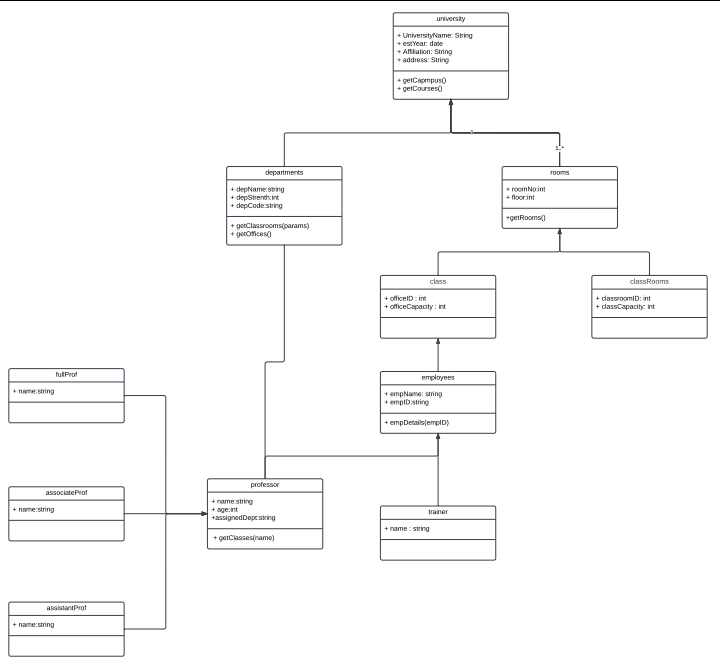 university
+ UniversityName: String
+ estYear: date
+ Affiliation: String
+ address: String
+ getCapmpus()
+ getCourses()
1..*
departments
+ depName:string
+ depStrenth:int
+ depCode:string
+ getClassrooms(params)
+ getOffices()
rooms
+ roomNo:int
+ floor:int
+getRooms()
class
+ officeID : int
+ officeCapacity : int
classRooms
+ classroomID: int
+ classCapacity: int
employees
+ empName: string
+ empID:string
+ empDetails(empID)
fullProf
+ name:string
associateProf
+ name:string
assistantProf
+ name:string
professor
+ name:string
+ age:int
+assignedDept:string
+ getClasses(name)
trainer
+ name : string